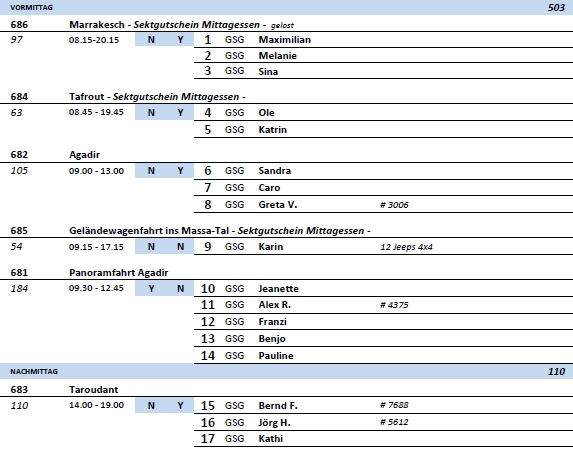 VORMITTAG 503
686 Marrakesch - Sektgutschein Mittagessen - gelost
97 08.15-20.15 N Y 1 GSG Maximilian
2 GSG Melanie
3 GSG Sina
684 Tafrout - Sektgutschein Mittagessen -
63 08.45 - 19.45 N Y 4 GSG Ole
5 GSG Katrin
682 Agadir
105 09.00 - 13.00 N Y 6 GSG Sandra
7 GSG Caro
8 GSG Greta V. # 3006
685 Geländewagenfahrt ins Massa-Tal - Sektgutschein Mittagessen -
54 09.15 - 17.15 N N 9 GSG Karin 12 Jeeps 4x4
681 Panoramfahrt Agadir
184 09.30 - 12.45 Y N 10 GSG Jeanette
11 GSG Alex R. # 4375
12 GSG Franzi
13 GSG Benjo
14 GSG Pauline
NACHMITTAG 110
683 Taroudant
110 14.00 - 19.00 N Y 15 GSG Bernd F. # 7688
16 GSG Jörg H. # 5612
17 GSG Kathi